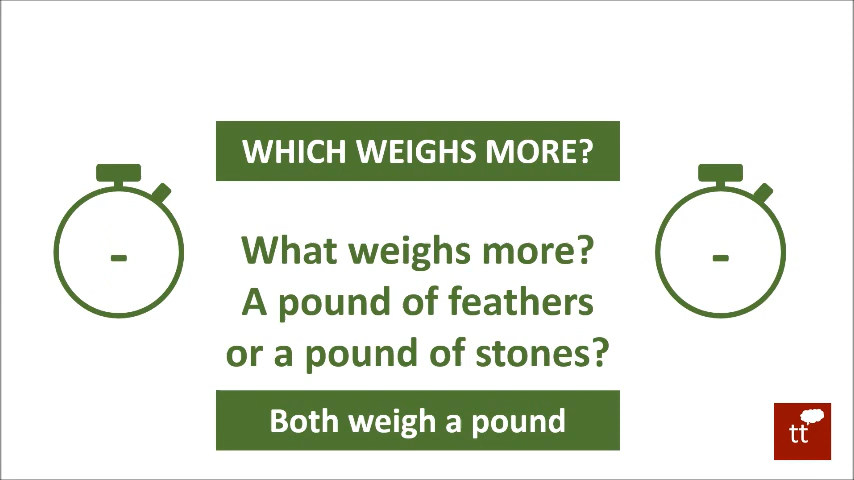 WHICH WEIGHS MORE?
What weighs more?
A pound of feathers
or a pound of stones?
Both weigh a pound
tt